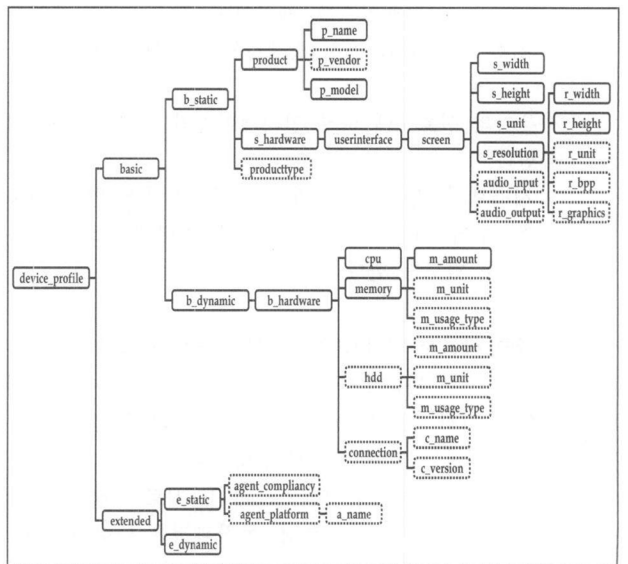 p_name
product
p_vendor
p_model
b_static
s_width
s_height
r_width
s_unit
r_height
s_hardware
userinterface
screen
s_resolution
r_unit
basic
producttype
audio_input
r_bpp
audio_output
r_graphics
cpu
m_amount
device_profile
memory
m_unit
b_dynamic
b_hardware
m_usage_type
m_amount
hdd
m_unit
m_usage_type
c_name
connection
c_version
agent_compliancy
e_static
agent_platform
a_name
extended
e_dynamic